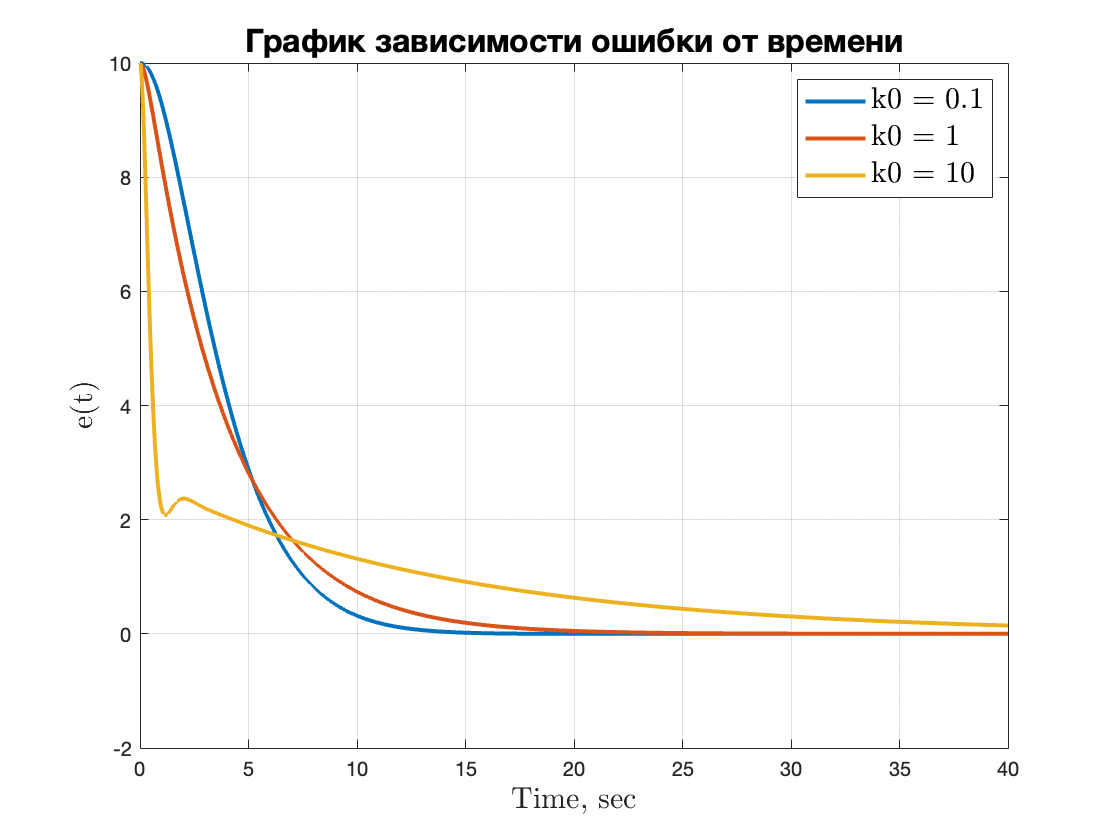 График зависимости ошибки от времени
10
8
6
4
2
0
-2
e(t)
k0 = 0.1
k0 = 1
k0 = 10
0 5 10 15 20 25 30 35 40
Time, sec